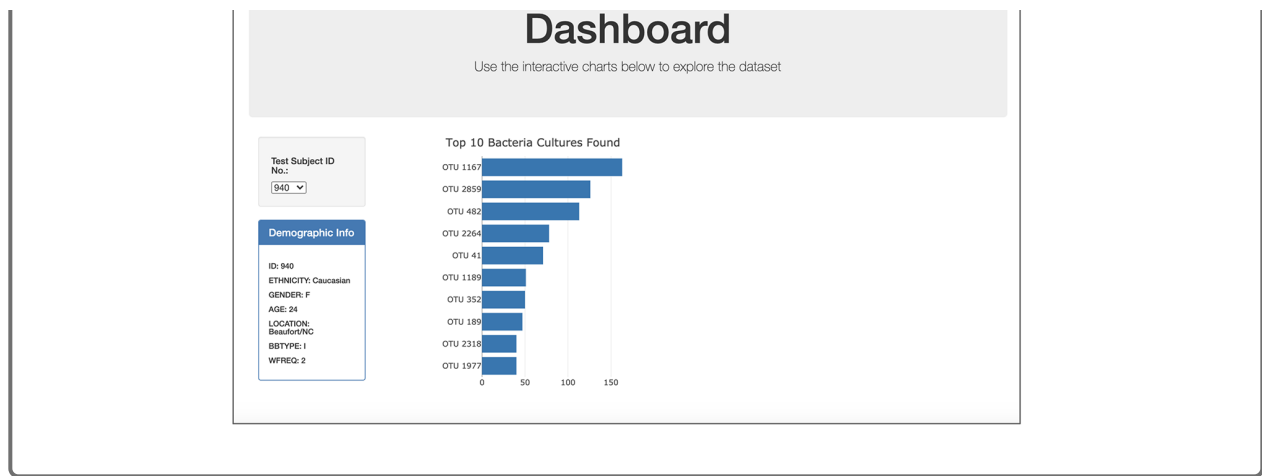 Dashboard
Use the interactive charts below to explore the dataset
Test Subject ID
No.:
940
Demographic Info
ID: 940
ETHNICITY: Caucasian
GENDER: F
AGE: 24
LOCATION:
Beaufort/NC
BBTYPE: I
WFREQ: 2
Top 10 Bacteria Cultures Found
OTU 1167
OTU 2859
OTU 482
OTU 2264
OTU 41
OTU 1189
OTU 352
OTU 189
OTU 2318
OTU 1977
0 50 100 150